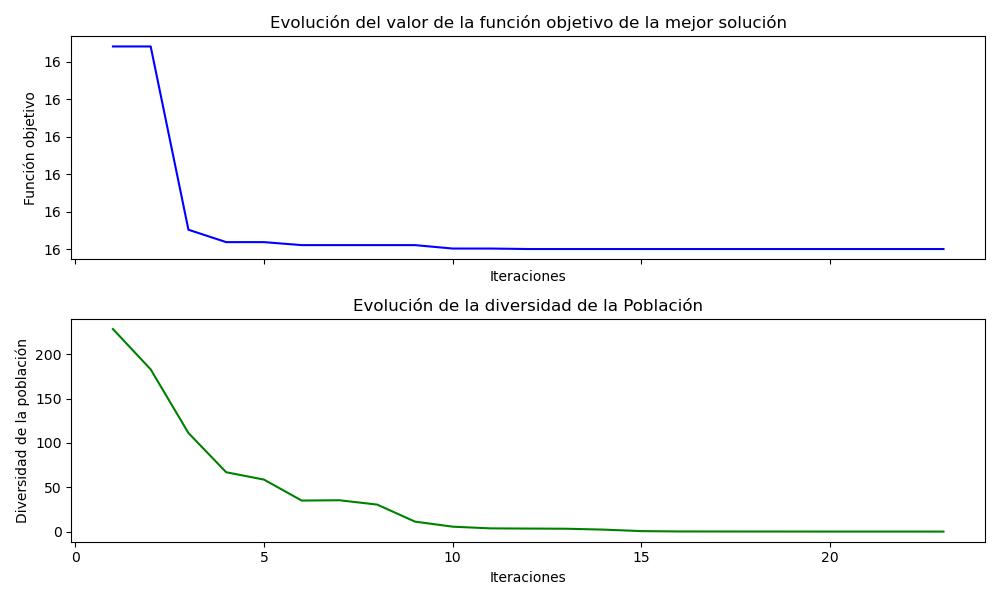 Evolución del valor de la función objetivo de la mejor solución
16
16
16
16
16
16
Función objetivo
Iteraciones
Evolución de la diversidad de la Población
200
150
100
50
0
Diversidad de la población
0 5 10 15 20
Iteraciones